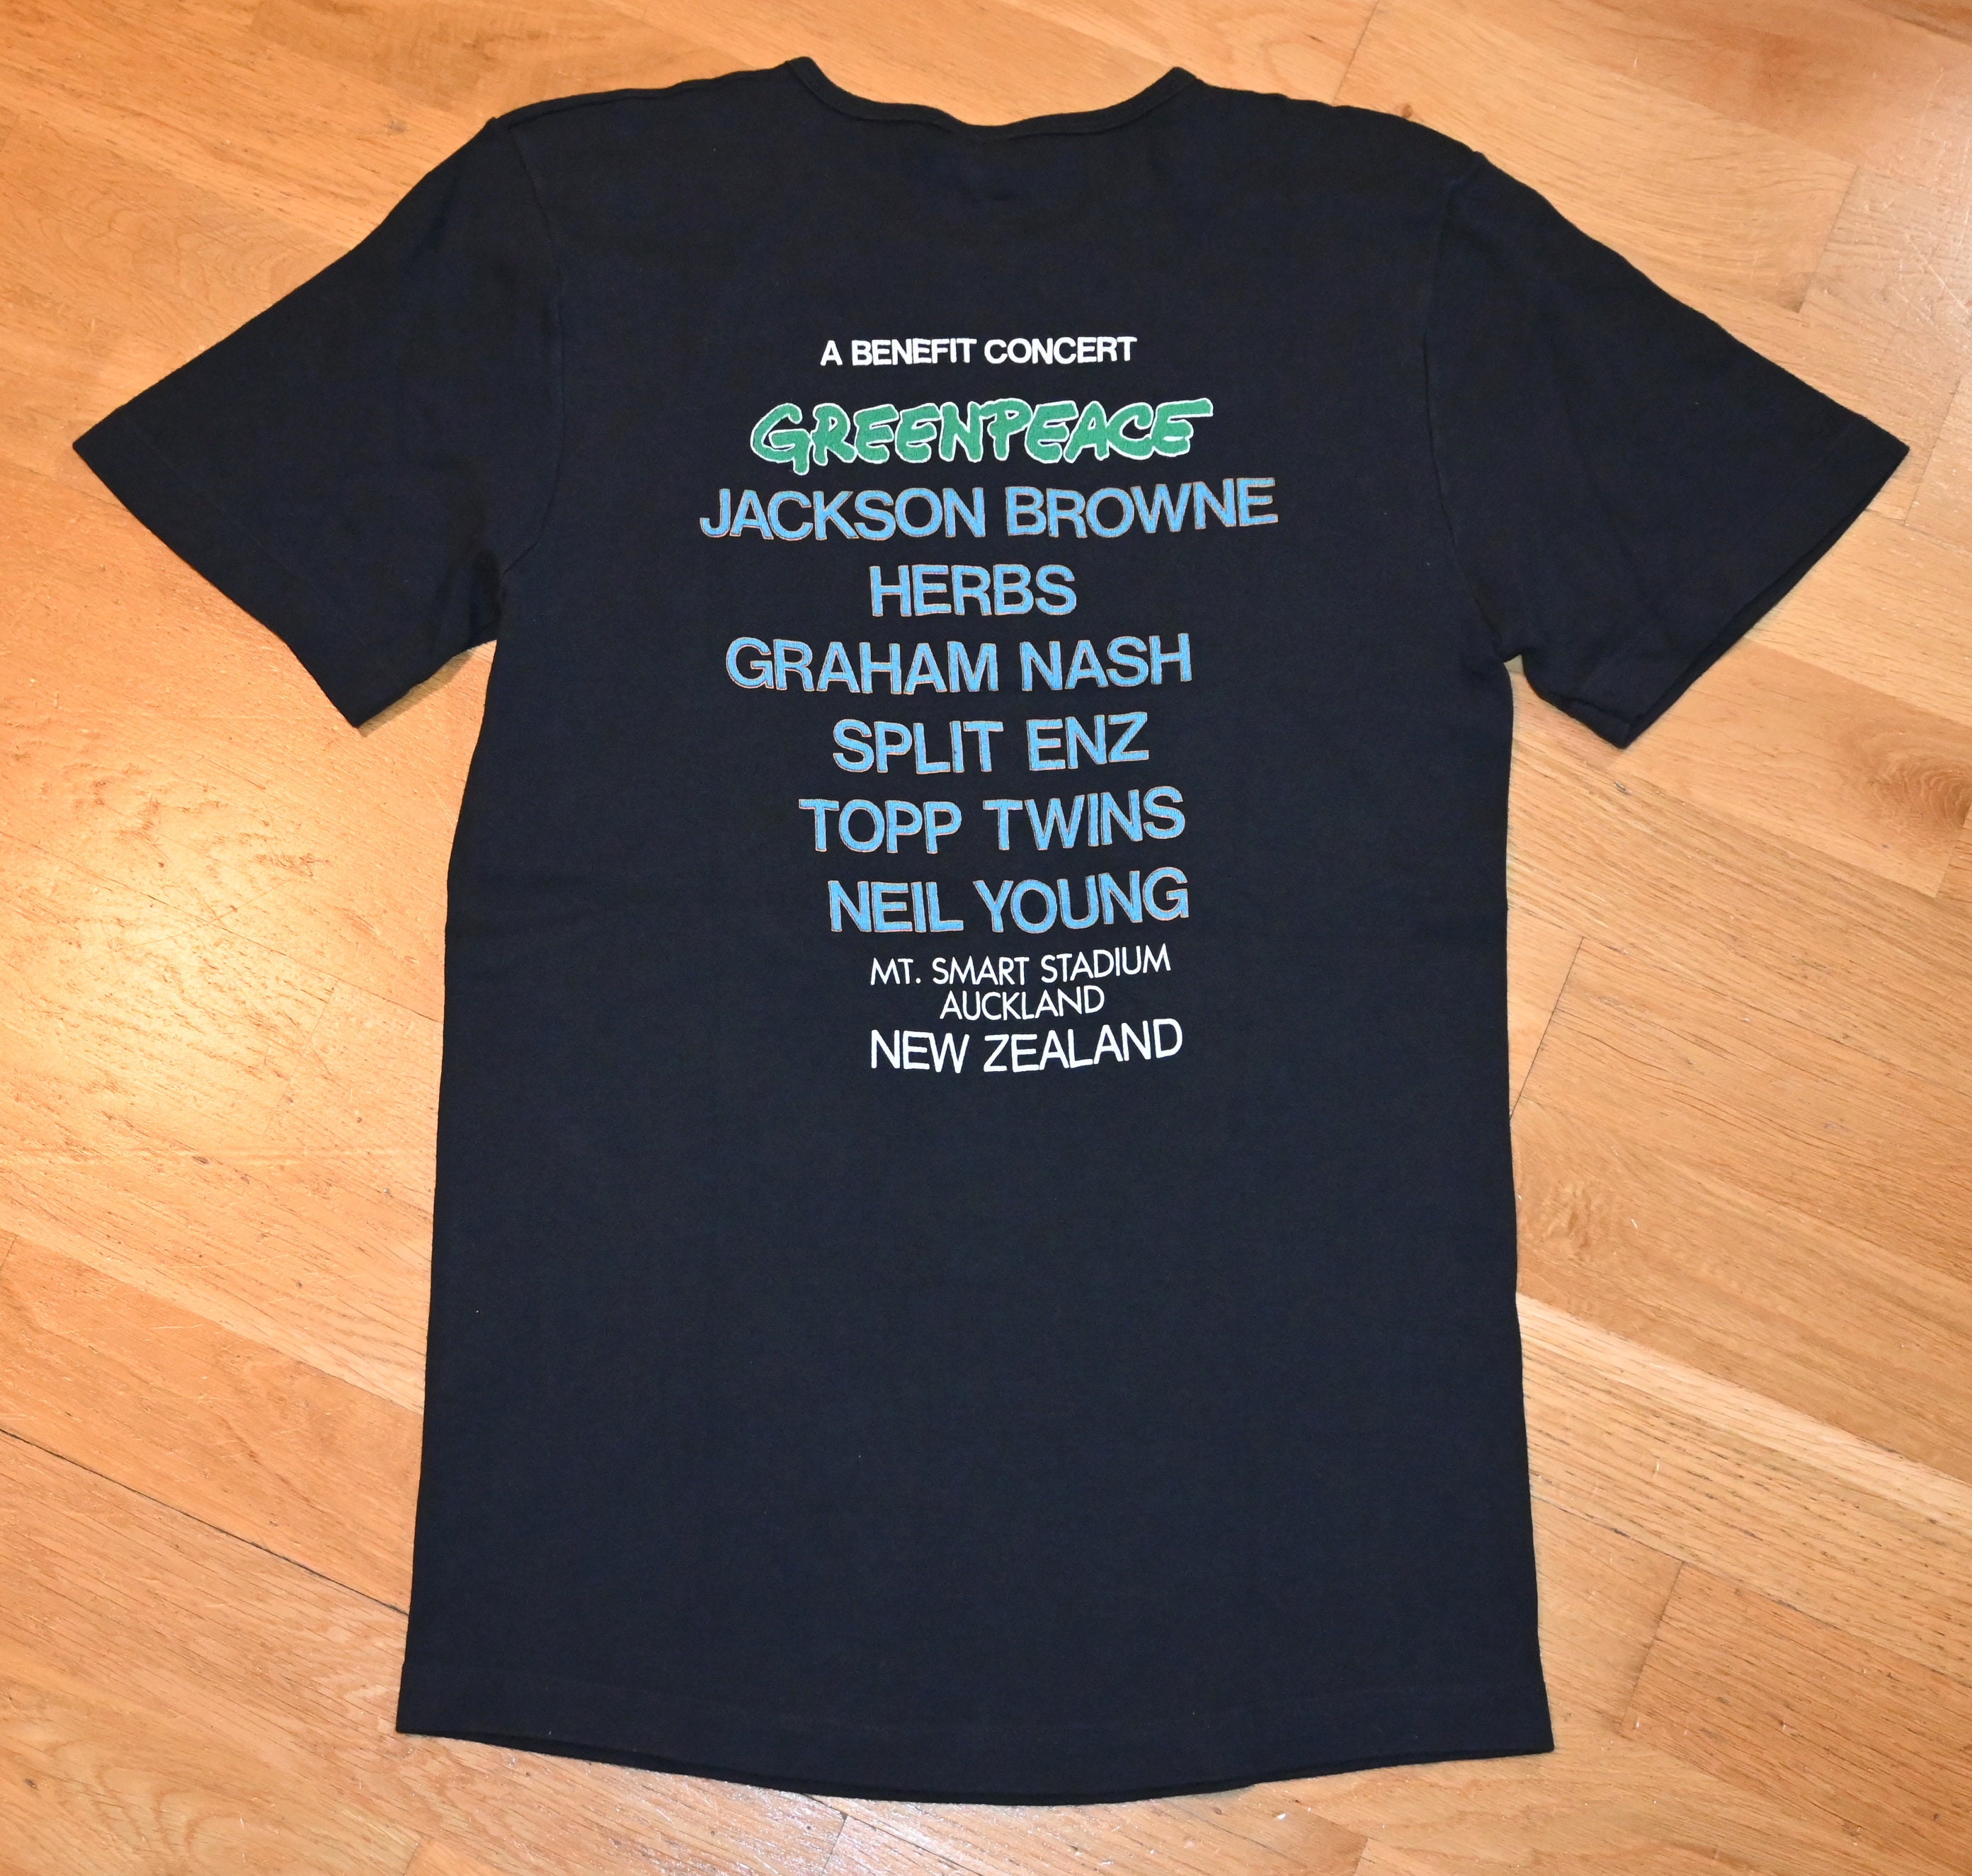 A BENEFIT CONCERT
GREENPEACE
JACKSON BROWNE
HERBS
GRAHAM NASH
SPLIT ENZ
TOPP TWINS
NEIL YOUNG
MT. SMART STADIUM
AUCKLAND
NEW ZEALAND